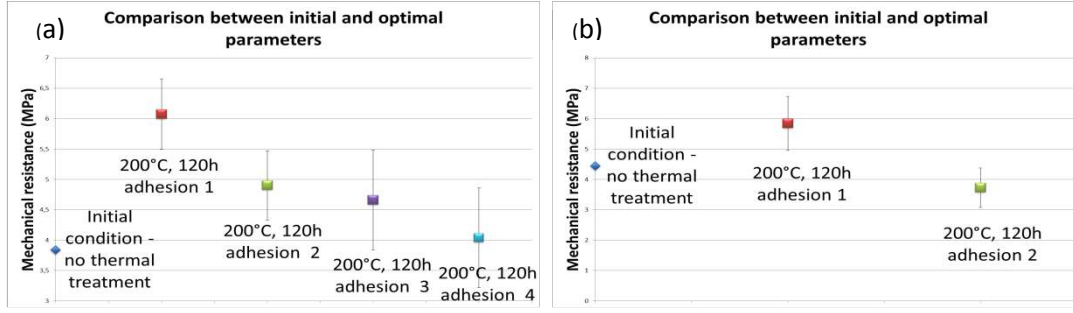 (a)
Comparison between initial and optimal
parameters
Mechanical resistance (MPa)
7
6,5
6
5,5
5
4,5
4
3,5
3
200°C, 120h
adhesion 1
200°C, 120h
adhesion 2
200°C, 120h
adhesion 3
200°C, 120h
adhesion 4
Initial
condition -
no thermal
treatment
(b)
Comparison between initial and optimal
parameters
Mechanical resistance (MPa)
8
7
6
5
4
3
2
1
0
Initial
condition -
no thermal
treatment
200°C, 120h
adhesion 1
200°C, 120h
adhesion 2